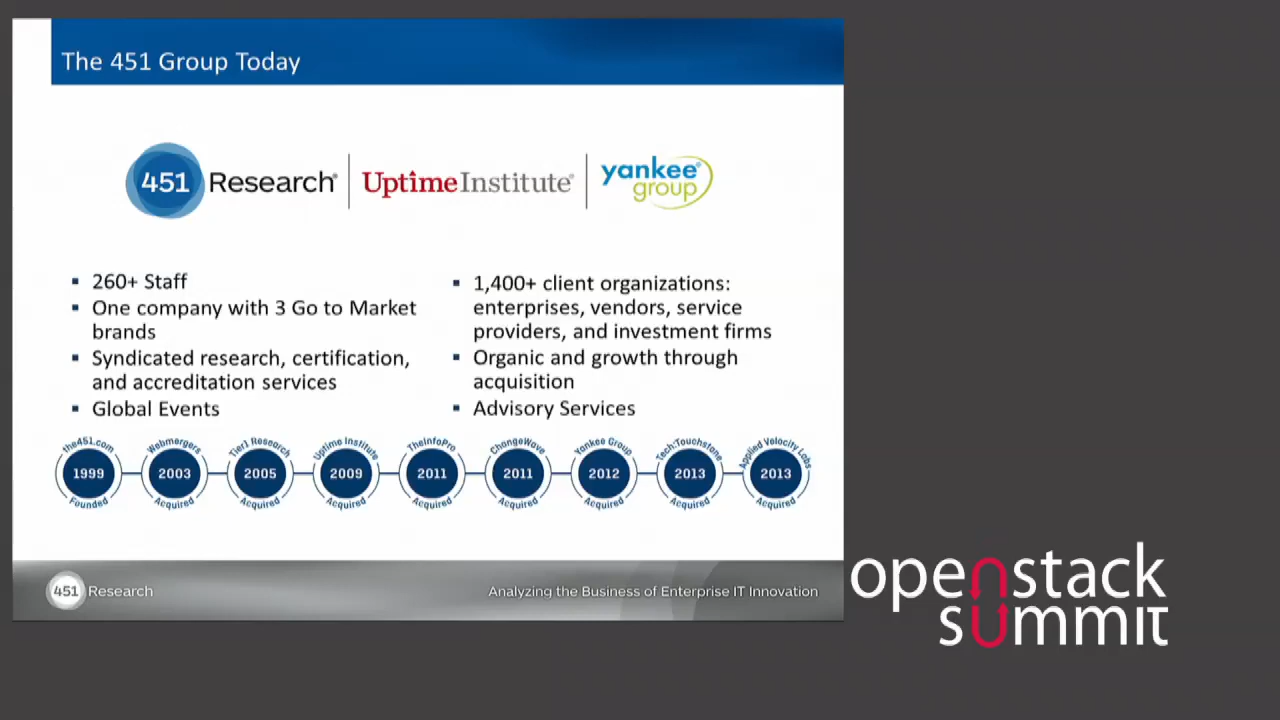 The 451 Group Today
451 Research®
UptimeInstitute®
yankee®
group
260+ Staff
One company with 3 Go to Market
brands
Syndicated research, certification,
and accreditation services
Global Events
1,400+ client organizations:
enterprises, vendors, service
providers, and investment firms
Organic and growth through
acquisition
Advisory Services
the451.com
1999
Founded
Webmergers
2003
Acquired
Tier1 Research
2005
Acquired
Uptime Institute
2009
Acquired
TheInfoPro
2011
Acquired
ChangeWave
2011
Acquired
Yankee Group
2012
Acquired
Tech:Touchstone
2013
Acquired
Applied Velocity Labs
2013
Acquired
451 Research
Analyzing the Business of Enterprise IT Innovation
openstack
summit